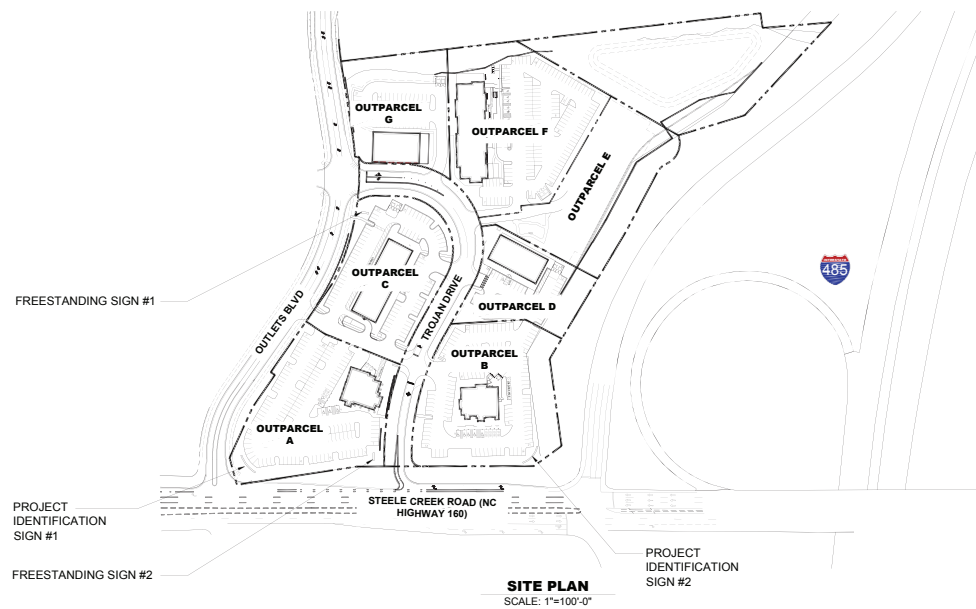 OUTPARCEL
G
OUTPARCEL F
OUTPARCEL E
485
OUTPARCEL
C
FREESTANDING SIGN #1
OUTLETS BLVD
TROJAN DRIVE
OUTPARCEL D
OUTPARCEL
B
OUTPARCEL
A
STEELE CREEK ROAD (NC
HIGHWAY 160)
PROJECT
IDENTIFICATION
SIGN #1
FREESTANDING SIGN #2
PROJECT
IDENTIFICATION
SIGN #2
SITE PLAN
SCALE: 1"=100'-0"